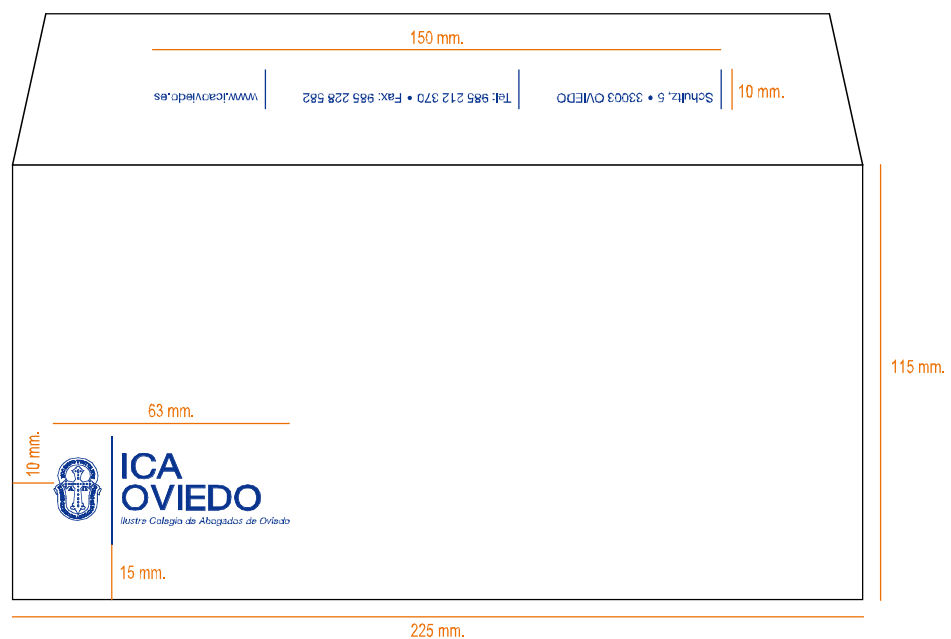 150 mm.
Schultz, 5 • 33003 OVIEDO
Tel: 985 212 370 • Fax: 985 228 582
www.icaoviedo.es
10 mm.
115 mm.
63 mm.
10 mm.
ICA
OVIEDO
Ilustre Colegio de Abogados de Oviedo
15 mm.
225 mm.